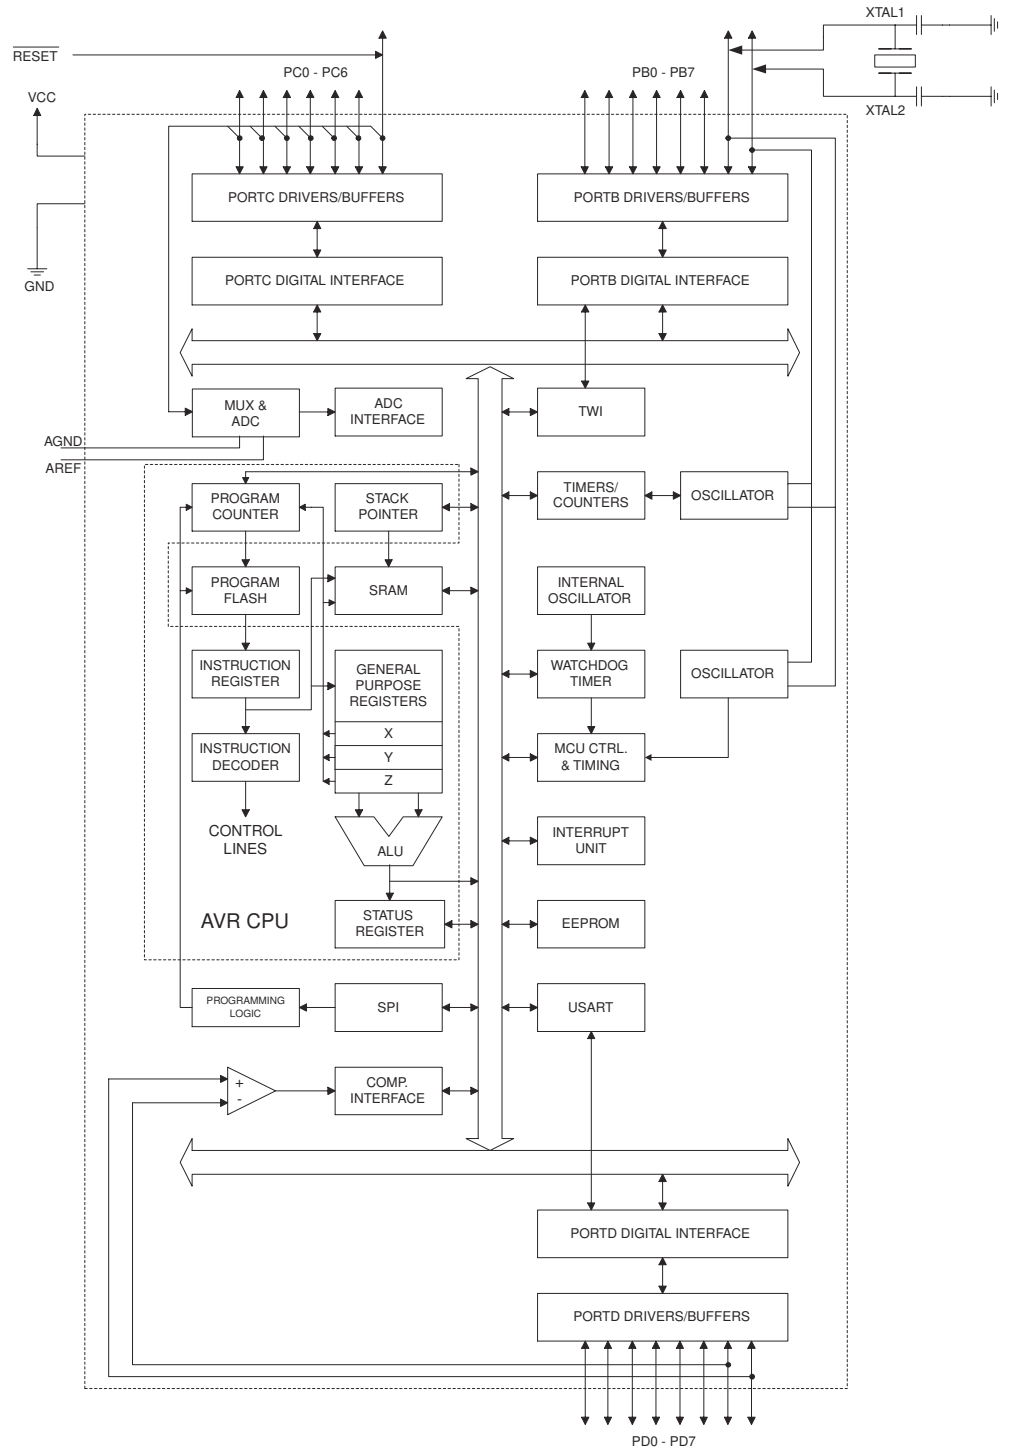 XTAL1
RESET
PC0 - PC6
PB0 - PB7
VCC
XTAL2
PORTC DRIVERS/BUFFERS
PORTB DRIVERS/BUFFERS
PORTC DIGITAL INTERFACE
PORTB DIGITAL INTERFACE
GND
MUX &
ADC
ADC
INTERFACE
TWI
AGND
AREF
PROGRAM
COUNTER
STACK
POINTER
TIMERS/
COUNTERS
OSCILLATOR
PROGRAM
FLASH
SRAM
INTERNAL
OSCILLATOR
INSTRUCTION
REGISTER
GENERAL
PURPOSE
REGISTERS
WATCHDOG
TIMER
OSCILLATOR
X
Y
Z
INSTRUCTION
DECODER
MCU CTRL.
& TIMING
CONTROL
LINES
ALU
INTERRUPT
UNIT
AVR CPU
STATUS
REGISTER
EEPROM
PROGRAMMING
LOGIC
SPI
USART
+
-
COMP.
INTERFACE
PORTD DIGITAL INTERFACE
PORTD DRIVERS/BUFFERS
PD0 - PD7